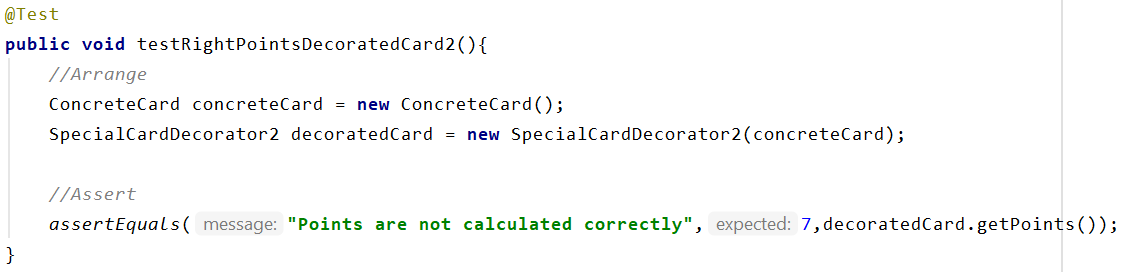 @Test
public void testRightPointsDecoratedCard2(){
//Arrange
ConcreteCard concreteCard = new ConcreteCard();
SpecialCardDecorator2 decoratedCard = new SpecialCardDecorator2(concreteCard);
//Assert
assertEquals( message: "Points are not calculated correctly", expected: 7,decoratedCard.getPoints());
}